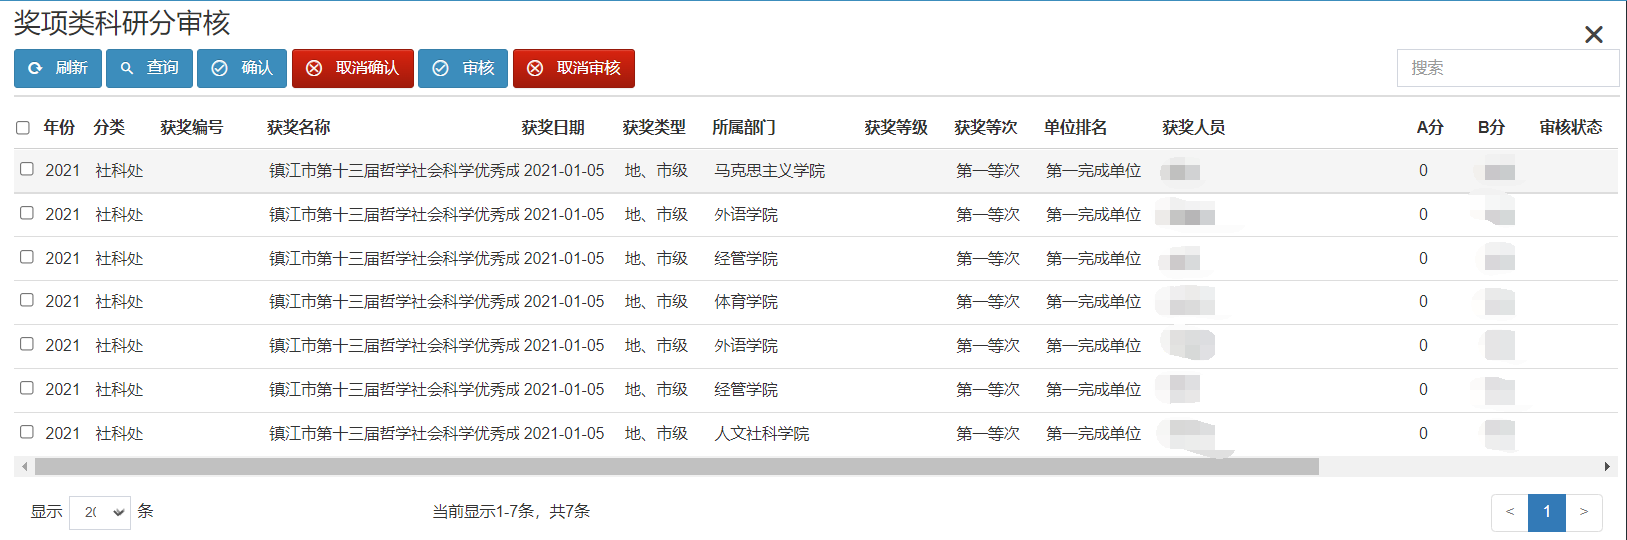 奖项类科研分审核
刷新 查询 确认 取消确认 审核 取消审核 搜索
年份 分类 获奖编号 获奖名称 获奖日期 获奖类型 所属部门 获奖等级 获奖等次 单位排名 获奖人员 A分 B分 审核状态
2021 社科处 镇江市第十三届哲学社会科学优秀成 2021-01-05 地、市级 马克思主义学院 第一等次 第一完成单位 0
2021 社科处 镇江市第十三届哲学社会科学优秀成 2021-01-05 地、市级 外语学院 第一等次 第一完成单位 0
2021 社科处 镇江市第十三届哲学社会科学优秀成 2021-01-05 地、市级 经管学院 第一等次 第一完成单位 0
2021 社科处 镇江市第十三届哲学社会科学优秀成 2021-01-05 地、市级 体育学院 第一等次 第一完成单位 0
2021 社科处 镇江市第十三届哲学社会科学优秀成 2021-01-05 地、市级 外语学院 第一等次 第一完成单位 0
2021 社科处 镇江市第十三届哲学社会科学优秀成 2021-01-05 地、市级 经管学院 第一等次 第一完成单位 0
2021 社科处 镇江市第十三届哲学社会科学优秀成 2021-01-05 地、市级 人文社科学院 第一等次 第一完成单位 0
显示 20 条 当前显示1-7条，共7条 < 1 >